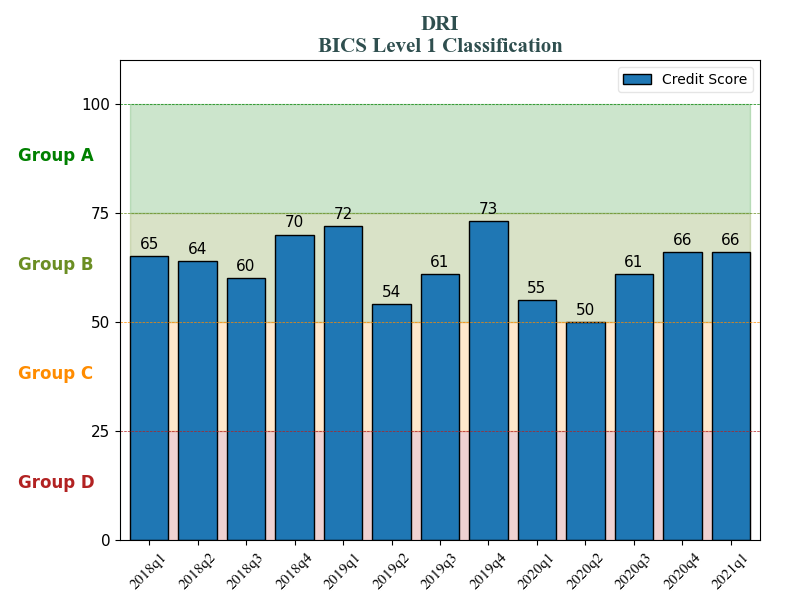 DRI
BICS Level 1 Classification
Credit Score
100
Group A
75
73
72
70
65
64
66
66
60
61
61
Group B
54
55
50
50
Group C
25
Group D
0
2018q1
2018q2
2018q3
2018q4
2019q1
2019q2
2019q3
2019q4
2020q1
2020q2
2020q3
2020q4
2021q1